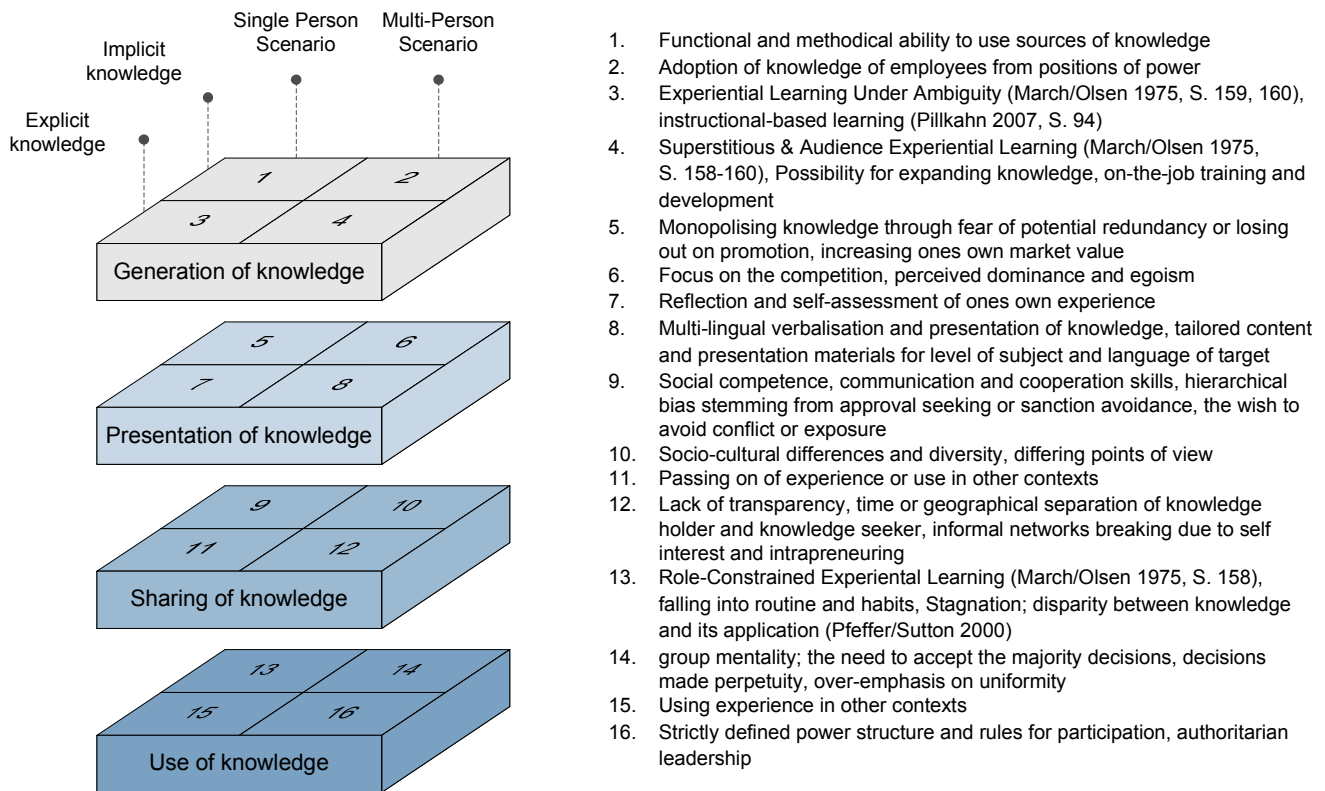 Single Person
Scenario
Multi-Person
Scenario
Implicit
knowledge
Explicit
knowledge
1
2
3
4
Generation of knowledge
5
6
7
8
Presentation of knowledge
9
10
11
12
Sharing of knowledge
13
14
15
16
Use of knowledge
1. Functional and methodical ability to use sources of knowledge
2. Adoption of knowledge of employees from positions of power
3. Experiential Learning Under Ambiguity (March/Olsen 1975, S. 159, 160),
instructional-based learning (Pillkahn 2007, S. 94)
4. Superstitious & Audience Experiential Learning (March/Olsen 1975,
S. 158-160), Possibility for expanding knowledge, on-the-job training and
development
5. Monopolising knowledge through fear of potential redundancy or losing
out on promotion, increasing ones own market value
6. Focus on the competition, perceived dominance and egoism
7. Reflection and self-assessment of ones own experience
8. Multi-lingual verbalisation and presentation of knowledge, tailored content
and presentation materials for level of subject and language of target
9. Social competence, communication and cooperation skills, hierarchical
bias stemming from approval seeking or sanction avoidance, the wish to
avoid conflict or exposure
10. Socio-cultural differences and diversity, differing points of view
11. Passing on of experience or use in other contexts
12. Lack of transparency, time or geographical separation of knowledge
holder and knowledge seeker, informal networks breaking due to self
interest and intrapreneuring
13. Role-Constrained Experiental Learning (March/Olsen 1975, S. 158),
falling into routine and habits, Stagnation; disparity between knowledge
and its application (Pfeffer/Sutton 2000)
14. group mentality; the need to accept the majority decisions, decisions
made perpetuity, over-emphasis on uniformity
15. Using experience in other contexts
16. Strictly defined power structure and rules for participation, authoritarian
leadership